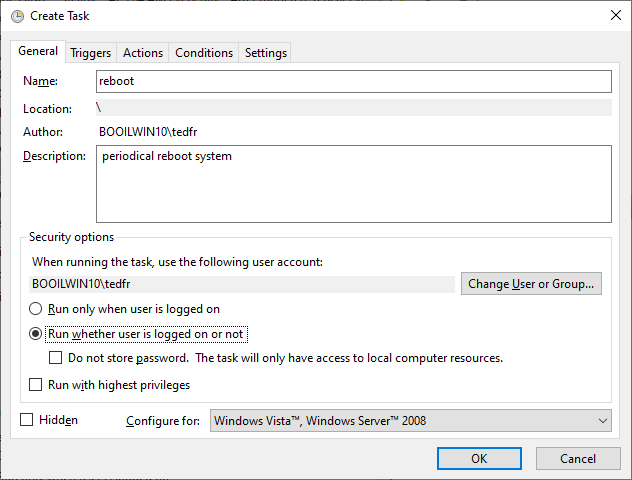 Create Task
General Triggers Actions Conditions Settings
Name: reboot
Location: \
Author: BOOILWIN10\tedfr
Description: periodical reboot system
Security options
When running the task, use the following user account:
BOOILWIN10\tedfr Change User or Group...
Run only when user is logged on
Run whether user is logged on or not
Do not store password. The task will only have access to local computer resources.
Run with highest privileges
Hidden Configure for: Windows Vista™, Windows Server™ 2008
OK Cancel